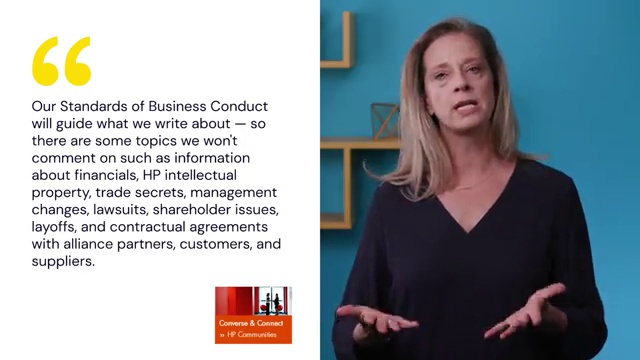 Our Standards of Business Conduct
will guide what we write about — so
there are some topics we won't
comment on such as information
about financials, HP intellectual
property, trade secrets, management
changes, lawsuits, shareholder issues,
layoffs, and contractual agreements
with alliance partners, customers, and
suppliers.
Converse & Connect
» HP Communities